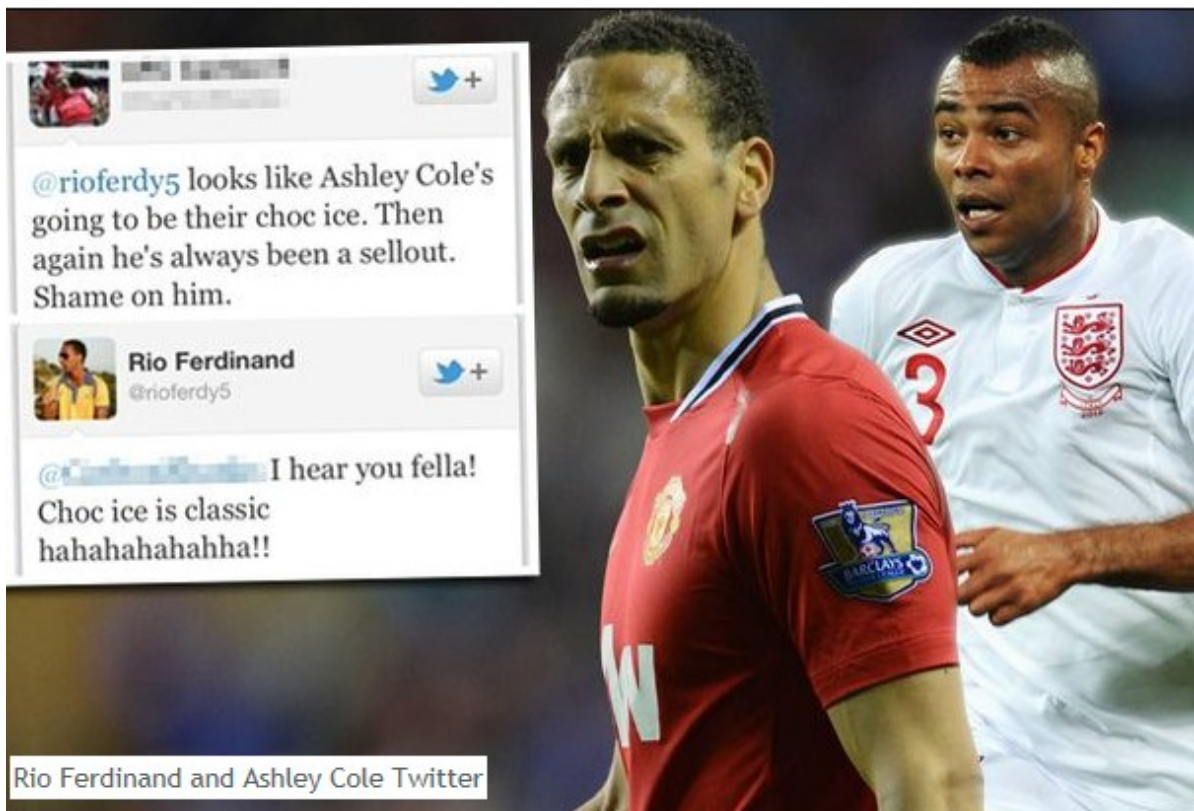 @rioferdy5 looks like Ashley Cole's
going to be their choc ice. Then
again he's always been a sellout.
Shame on him.
Rio Ferdinand
@rioferdy5
@ I hear you fella!
Choc ice is classic
hahahahahahha!!
3
BARCLAYS
Rio Ferdinand and Ashley Cole Twitter